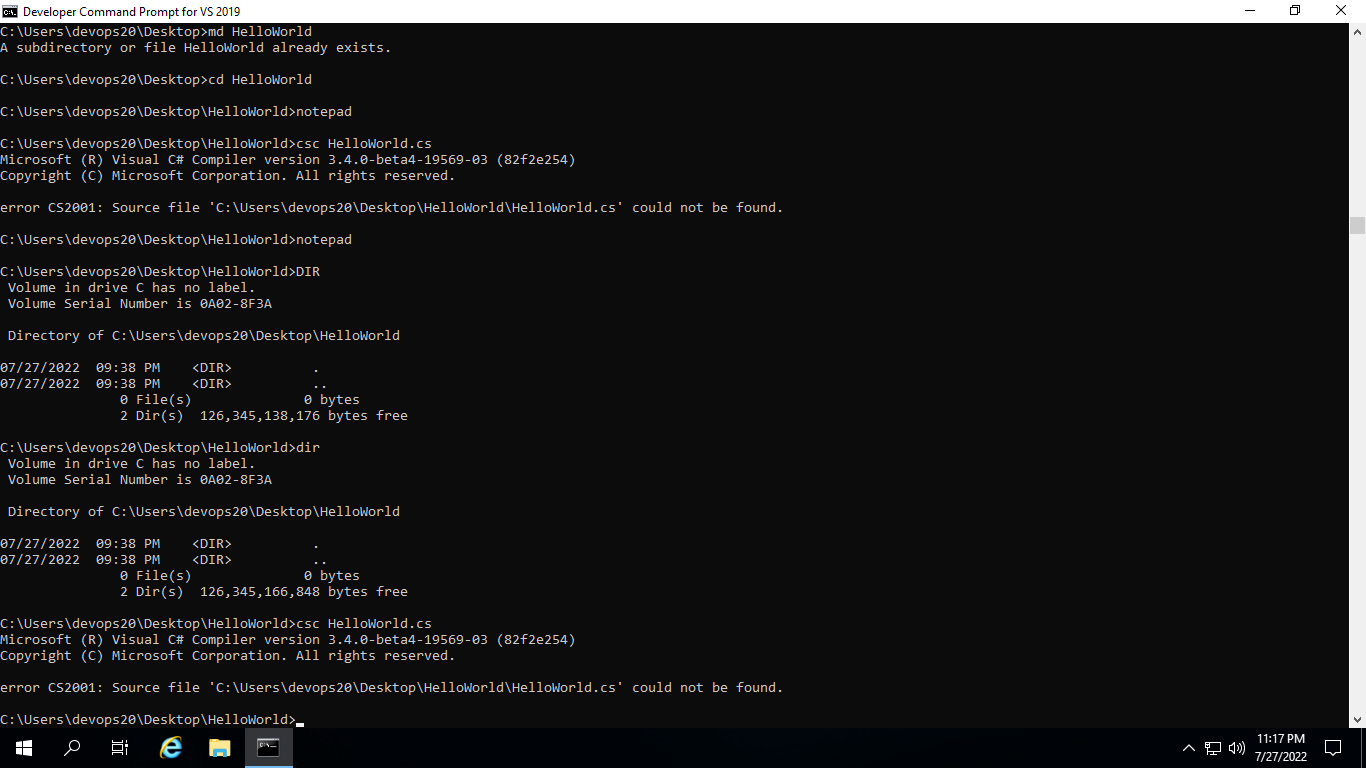 Developer Command Prompt for VS 2019
C:\Users\devops20\Desktop>md HelloWorld
A subdirectory or file HelloWorld already exists.
C:\Users\devops20\Desktop>cd HelloWorld
C:\Users\devops20\Desktop\HelloWorld>notepad
C:\Users\devops20\Desktop\HelloWorld>csc HelloWorld.cs
Microsoft (R) Visual C# Compiler version 3.4.0-beta4-19569-03 (82f2e254)
Copyright (C) Microsoft Corporation. All rights reserved.
error CS2001: Source file 'C:\Users\devops20\Desktop\HelloWorld\HelloWorld.cs' could not be found.
C:\Users\devops20\Desktop\HelloWorld>notepad
C:\Users\devops20\Desktop\HelloWorld>DIR
Volume in drive C has no label.
Volume Serial Number is 0A02-8F3A
Directory of C:\Users\devops20\Desktop\HelloWorld
07/27/2022  09:38 PM    <DIR>          .
07/27/2022  09:38 PM    <DIR>          ..
0 File(s)              0 bytes
2 Dir(s)  126,345,138,176 bytes free
C:\Users\devops20\Desktop\HelloWorld>dir
Volume in drive C has no label.
Volume Serial Number is 0A02-8F3A
Directory of C:\Users\devops20\Desktop\HelloWorld
07/27/2022  09:38 PM    <DIR>          .
07/27/2022  09:38 PM    <DIR>          ..
0 File(s)              0 bytes
2 Dir(s)  126,345,166,848 bytes free
C:\Users\devops20\Desktop\HelloWorld>csc HelloWorld.cs
Microsoft (R) Visual C# Compiler version 3.4.0-beta4-19569-03 (82f2e254)
Copyright (C) Microsoft Corporation. All rights reserved.
error CS2001: Source file 'C:\Users\devops20\Desktop\HelloWorld\HelloWorld.cs' could not be found.
C:\Users\devops20\Desktop\HelloWorld>
11:17 PM
7/27/2022